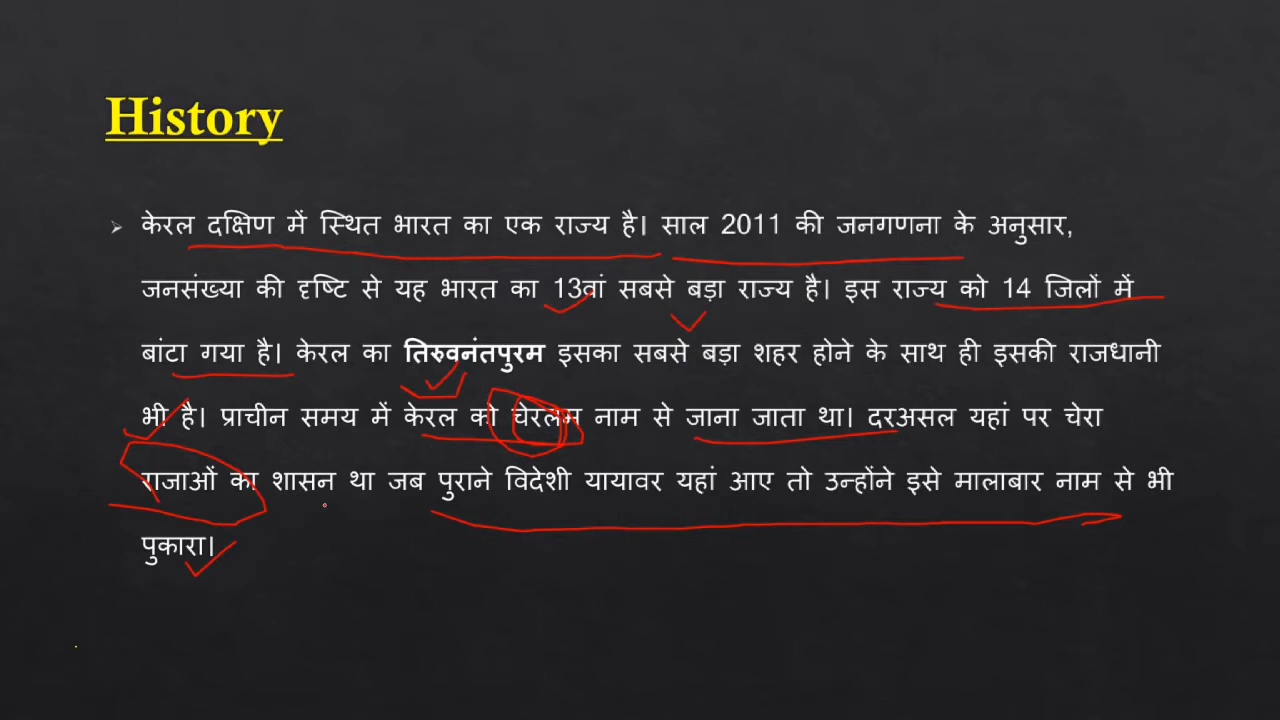 History
केरल दक्षिण में स्थित भारत का एक राज्य है। साल 2011 की जनगणना के अनुसार,
जनसंख्या की दृष्टि से यह भारत का 13वां सबसे बड़ा राज्य है। इस राज्य को 14 जिलों में
बांटा गया है। केरल का तिरुवनंतपुरम इसका सबसे बड़ा शहर होने के साथ ही इसकी राजधानी
भी है। प्राचीन समय में केरल को चेरलम नाम से जाना जाता था। दरअसल यहां पर चेरा
राजाओं का शासन था जब पुराने विदेशी यायावर यहां आए तो उन्होंने इसे मालाबार नाम से भी
पुकारा।